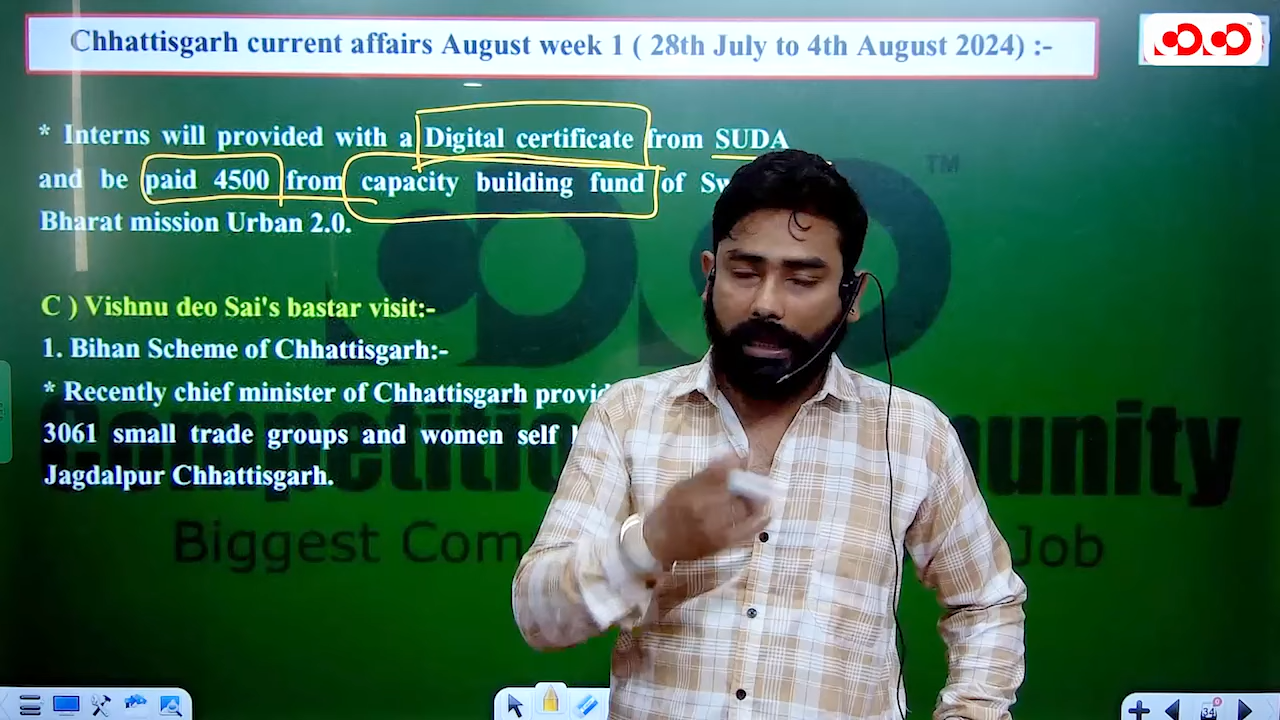 Chhattisgarh current affairs August week 1 ( 28th July to 4th August 2024) :-
* Interns will provided with a Digital certificate from SUDA
and be paid 4500 from capacity building fund of
Bharat mission Urban 2.0.
C ) Vishnu deo Sai's bastar visit:-
1. Bihan Scheme of Chhattisgarh:-
* Recently chief minister of Chhattisgarh
3061 small trade groups and women self
Jagdalpur Chhattisgarh.
TM
Biggest
Job
34